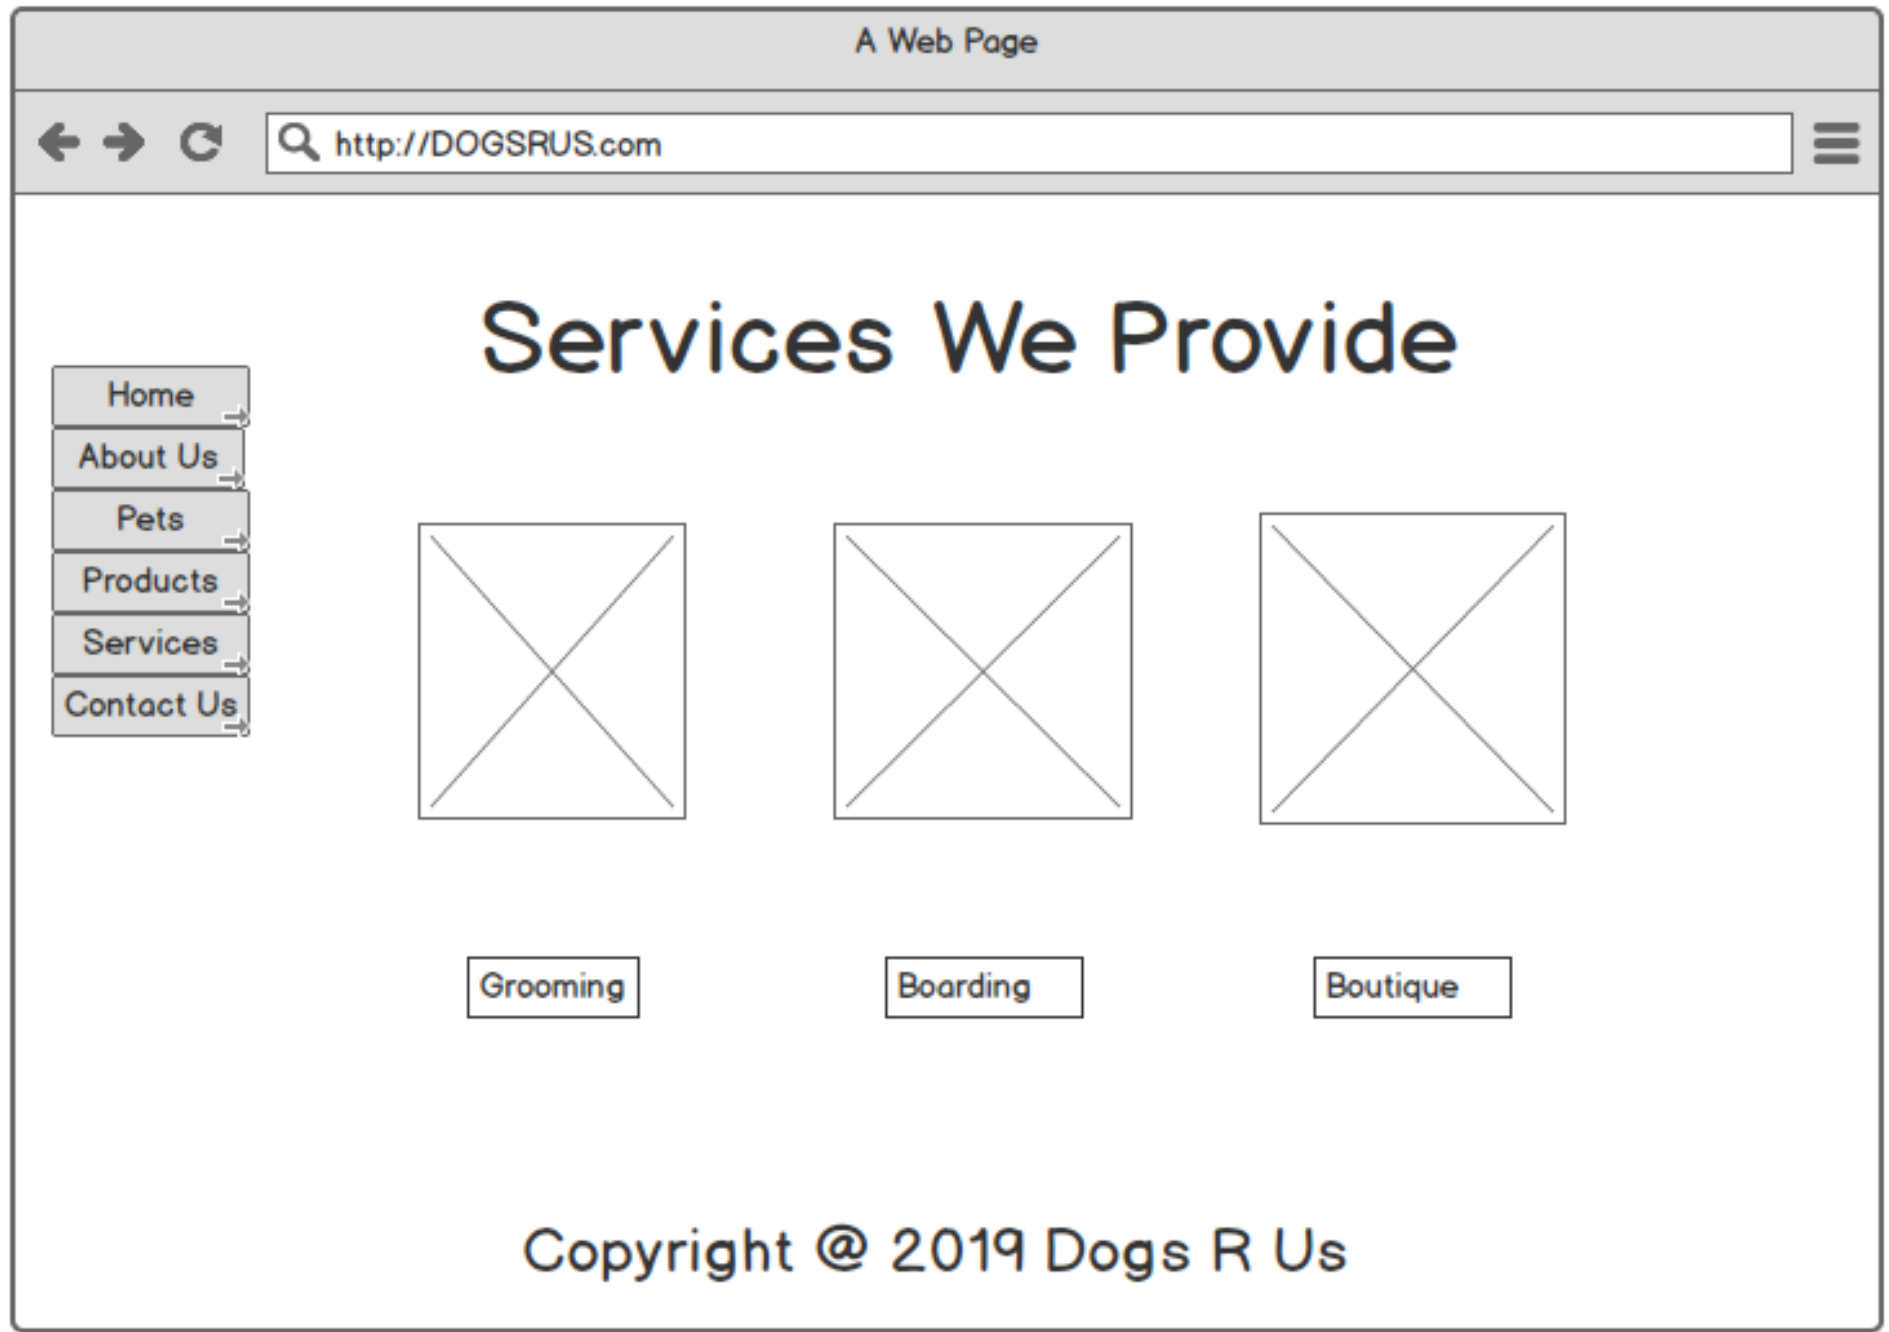 A Web Page
http://DOGSRUS.com
Services We Provide
Home
About Us
Pets
Products
Services
Contact Us
Grooming
Boarding
Boutique
Copyright @ 2019 Dogs R Us